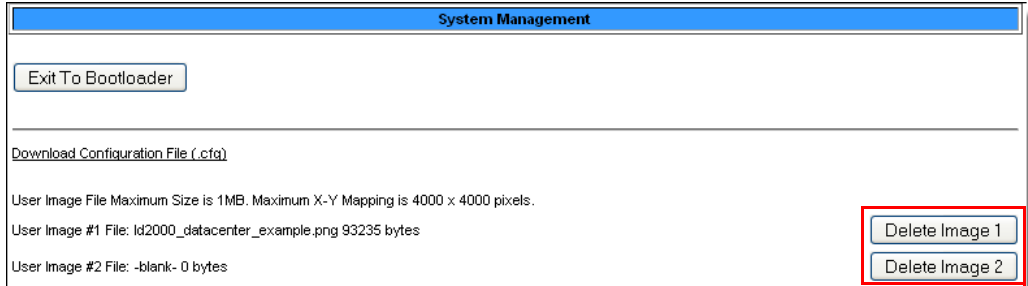 System Management
Exit To Bootloader
Download Configuration File (.cfg)
User Image File Maximum Size is 1MB. Maximum X-Y Mapping is 4000 x 4000 pixels.
User Image #1 File: ld2000_datacenter_example.png 93235 bytes
Delete Image 1
User Image #2 File: -blank- 0 bytes
Delete Image 2